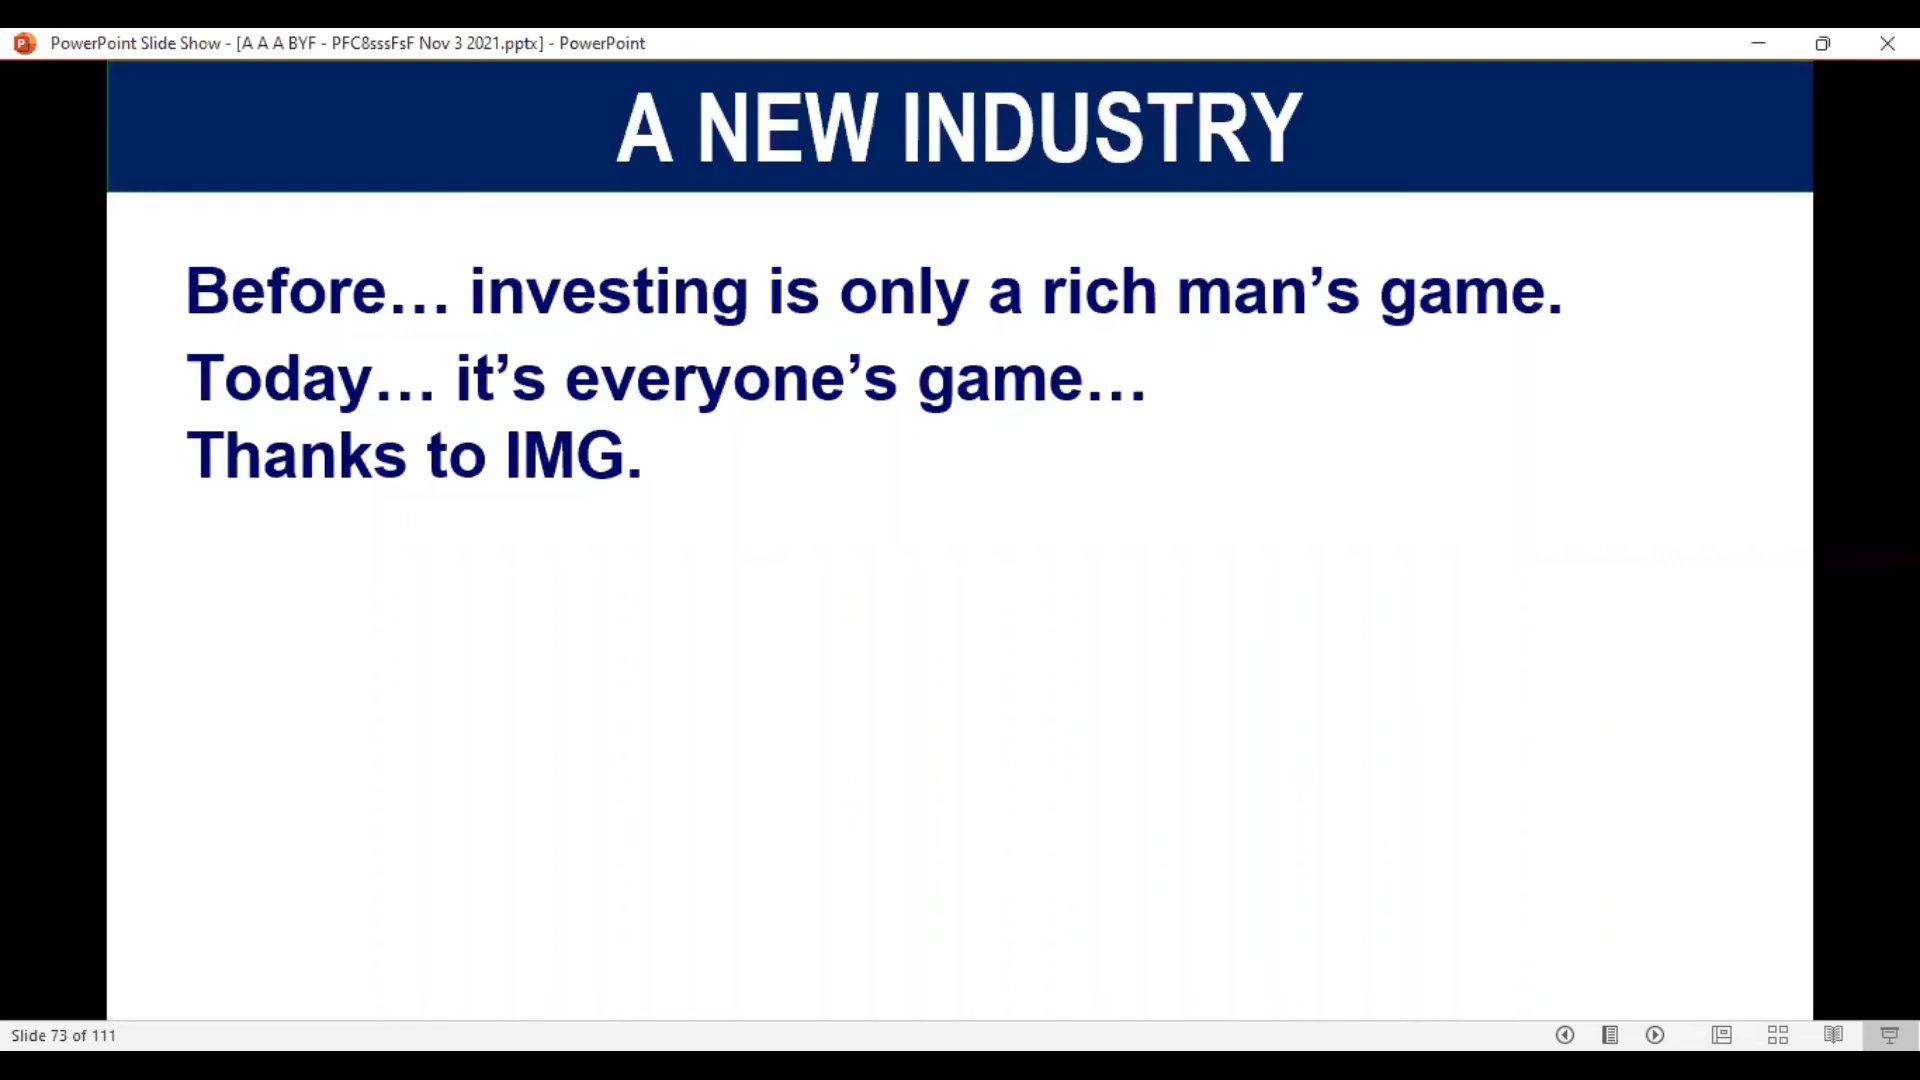 PowerPoint Slide Show - [A A A BYF - PFC8sssFsF Nov 3 2021.pptx] - PowerPoint
A NEW INDUSTRY
Before… investing is only a rich man’s game.
Today… it’s everyone’s game…
Thanks to IMG.
Slide 73 of 111